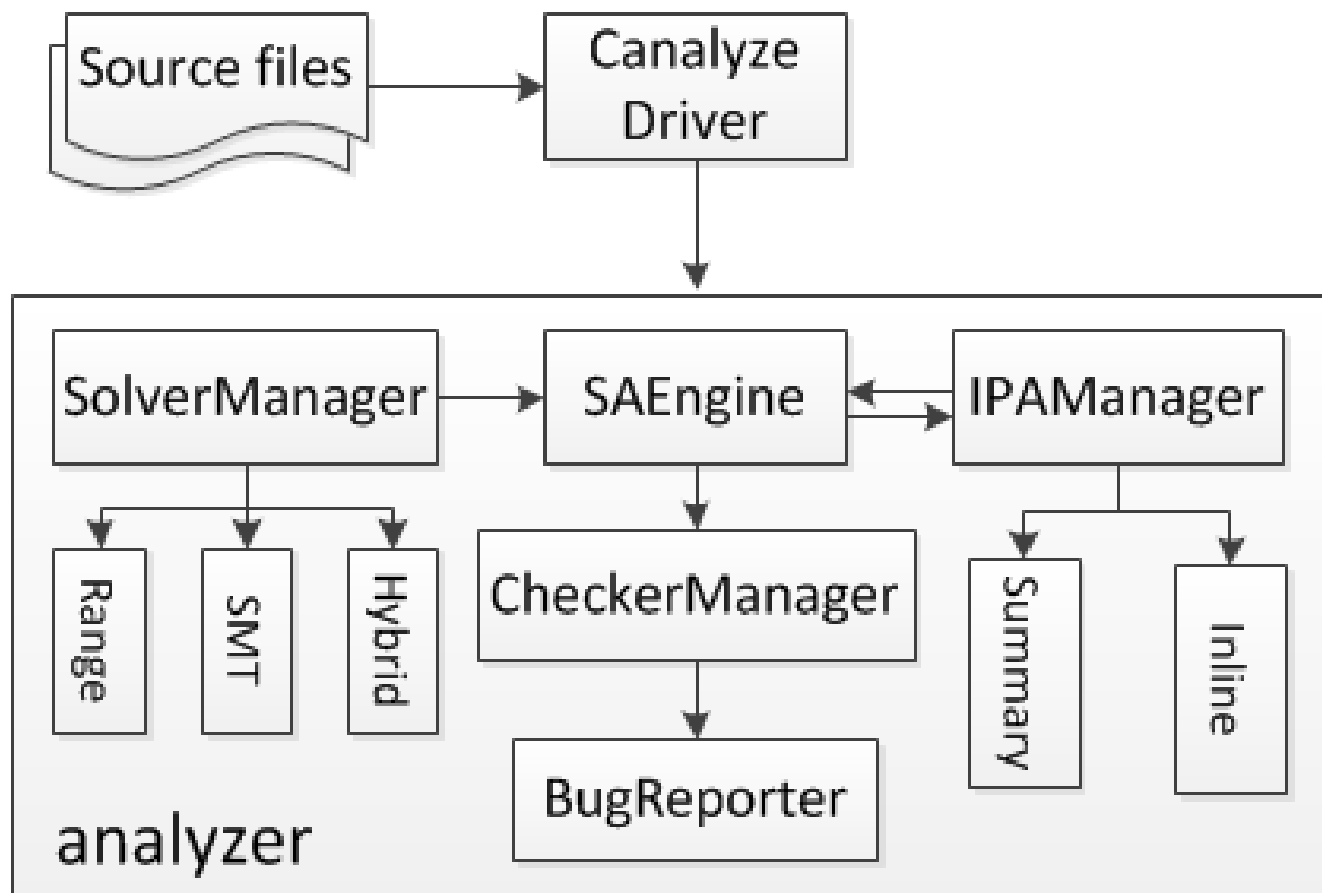 Source files
Canalyze
Driver
SolverManager
SAEngine
IPAManager
Range
SMT
Hybrid
CheckerManager
Summary
Inline
BugReporter
analyzer